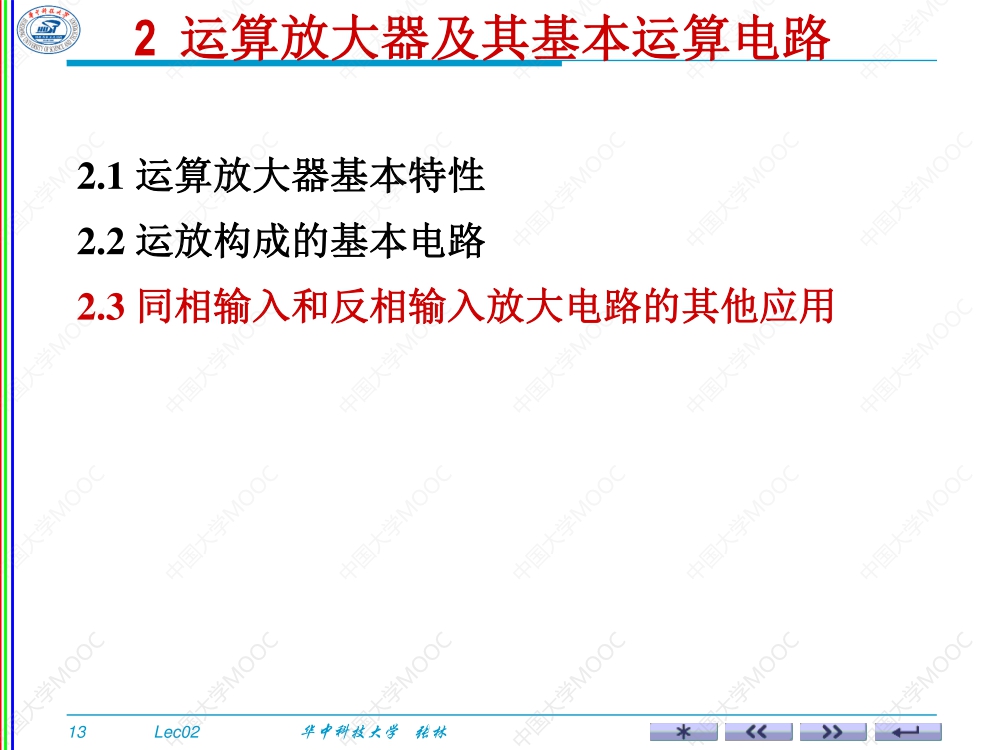 2 运算放大器及其基本运算电路
2.1 运算放大器基本特性
2.2 运放构成的基本电路
2.3 同相输入和反相输入放大电路的其他应用
中国大学MOOC
13 Lec02 华中科技大学 张林